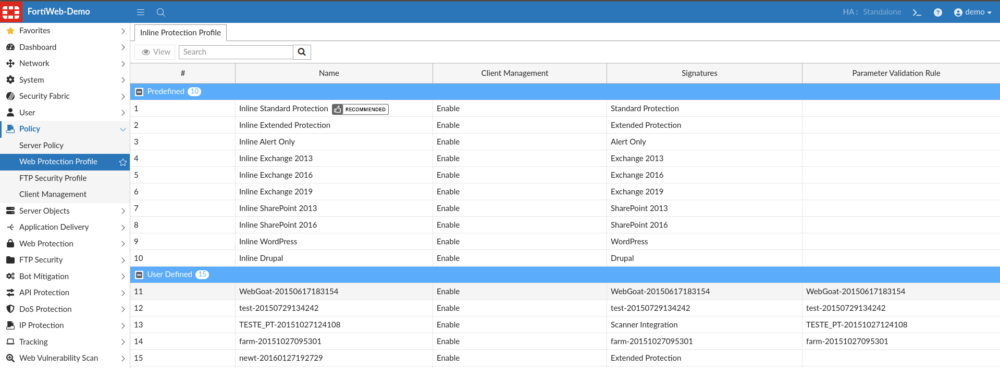 FortiWeb-Demo
HA: Standalone
demo
Favorites
Dashboard
Network
System
Security Fabric
User
Policy
Server Policy
Web Protection Profile
FTP Security Profile
Client Management
Server Objects
Application Delivery
Web Protection
FTP Security
Bot Mitigation
API Protection
DoS Protection
IP Protection
Tracking
Web Vulnerability Scan
Inline Protection Profile
View Search
# Name Client Management Signatures Parameter Validation Rule
Predefined 10
1 Inline Standard Protection RECOMMENDED Enable Standard Protection
2 Inline Extended Protection Enable Extended Protection
3 Inline Alert Only Enable Alert Only
4 Inline Exchange 2013 Enable Exchange 2013
5 Inline Exchange 2016 Enable Exchange 2016
6 Inline Exchange 2019 Enable Exchange 2019
7 Inline SharePoint 2013 Enable SharePoint 2013
8 Inline SharePoint 2016 Enable SharePoint 2016
9 Inline WordPress Enable WordPress
10 Inline Drupal Enable Drupal
User Defined 15
11 WebGoat-20150617183154 Enable WebGoat-20150617183154 WebGoat-20150617183154
12 test-20150729134242 Enable test-20150729134242 test-20150729134242
13 TESTE_PT-20151027124108 Enable Scanner Integration TESTE_PT-20151027124108
14 farm-20151027095301 Enable farm-20151027095301 farm-20151027095301
15 newt-20160127192729 Enable Extended Protection